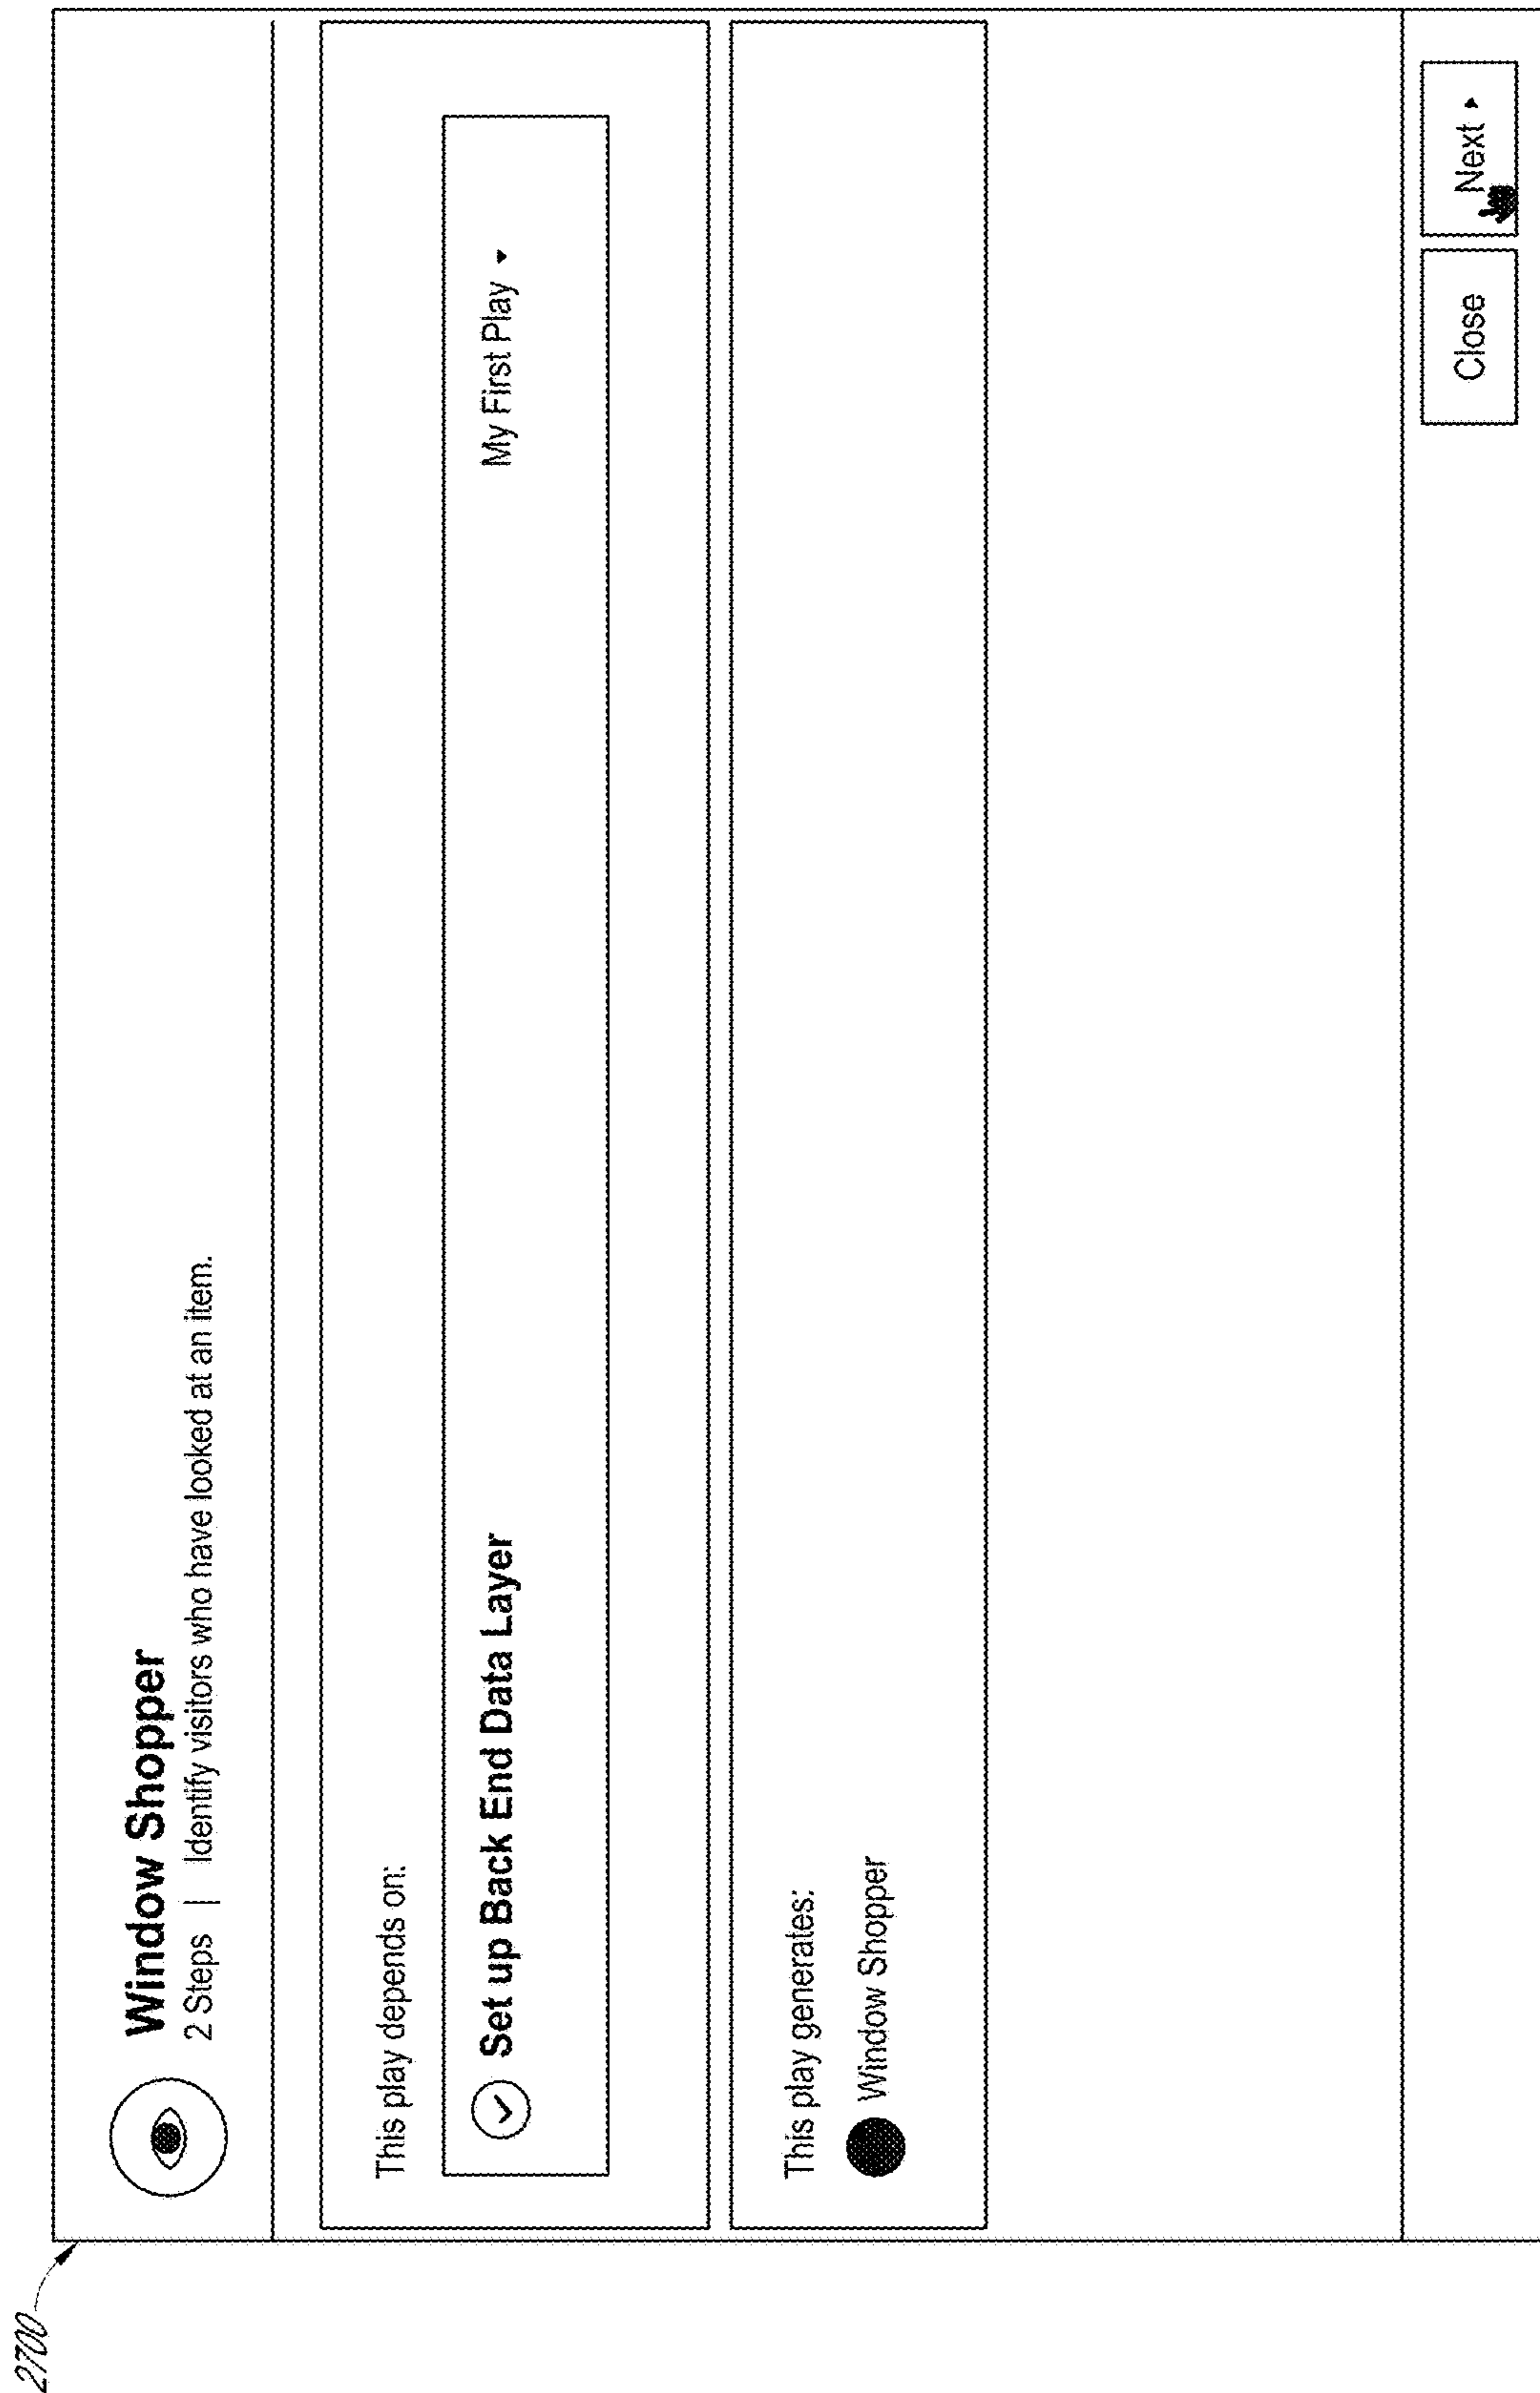 2700
Window Shopper
2 Steps | Identify visitors who have looked at an item.
This play depends on:
Set up Back End Data Layer
My First Play
This play generates:
Window Shopper
Close
Next